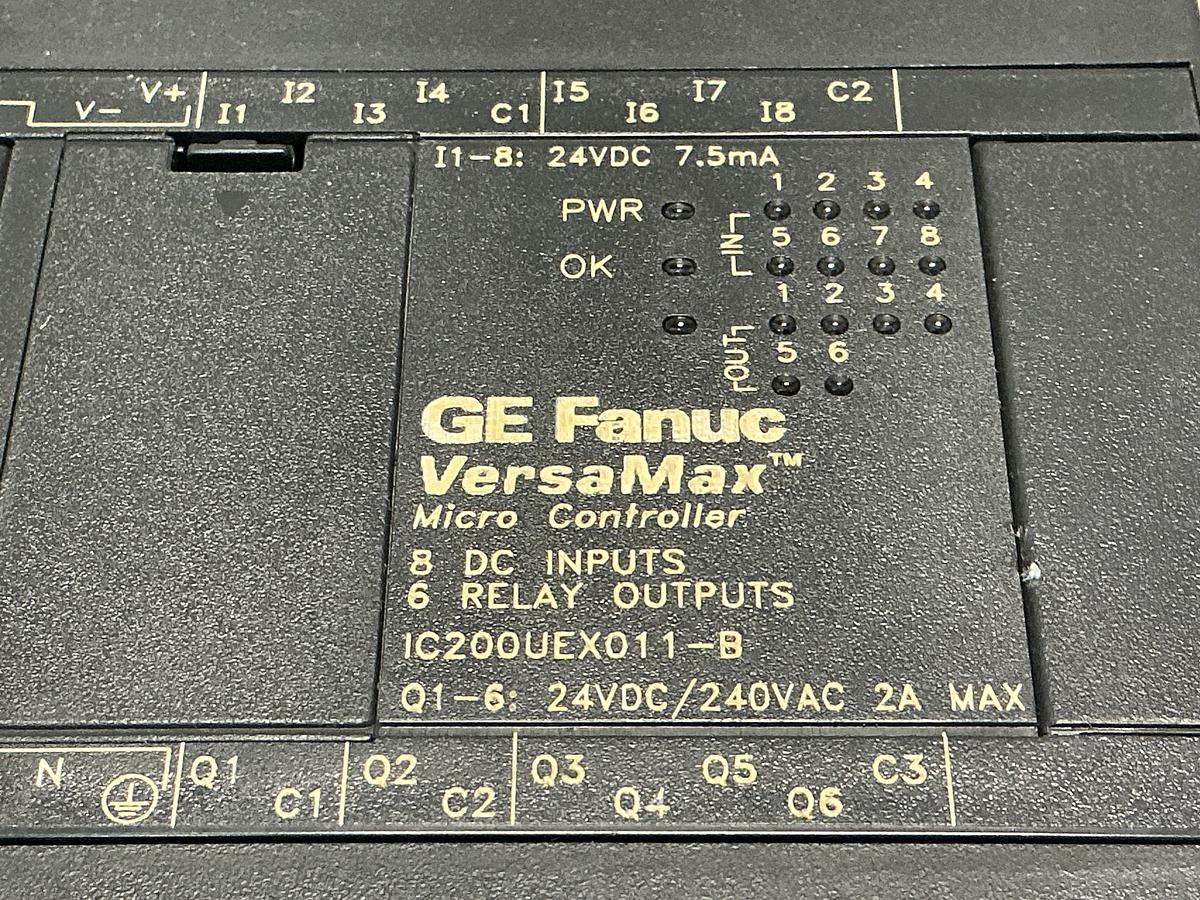 V- V+ I1 I2 I3 I4 C1 I5 I6 I7 I8 C2
I1-8: 24VDC 7.5mA
1 2 3 4
PWR
IN
5 6 7 8
OK
1 2 3 4
OUT
5 6
GE Fanuc
VersaMax™
Micro Controller
8 DC INPUTS
6 RELAY OUTPUTS
IC200UEX011-B
Q1-6: 24VDC/240VAC 2A MAX
N Q1 C1 Q2 C2 Q3 Q4 Q5 Q6 C3